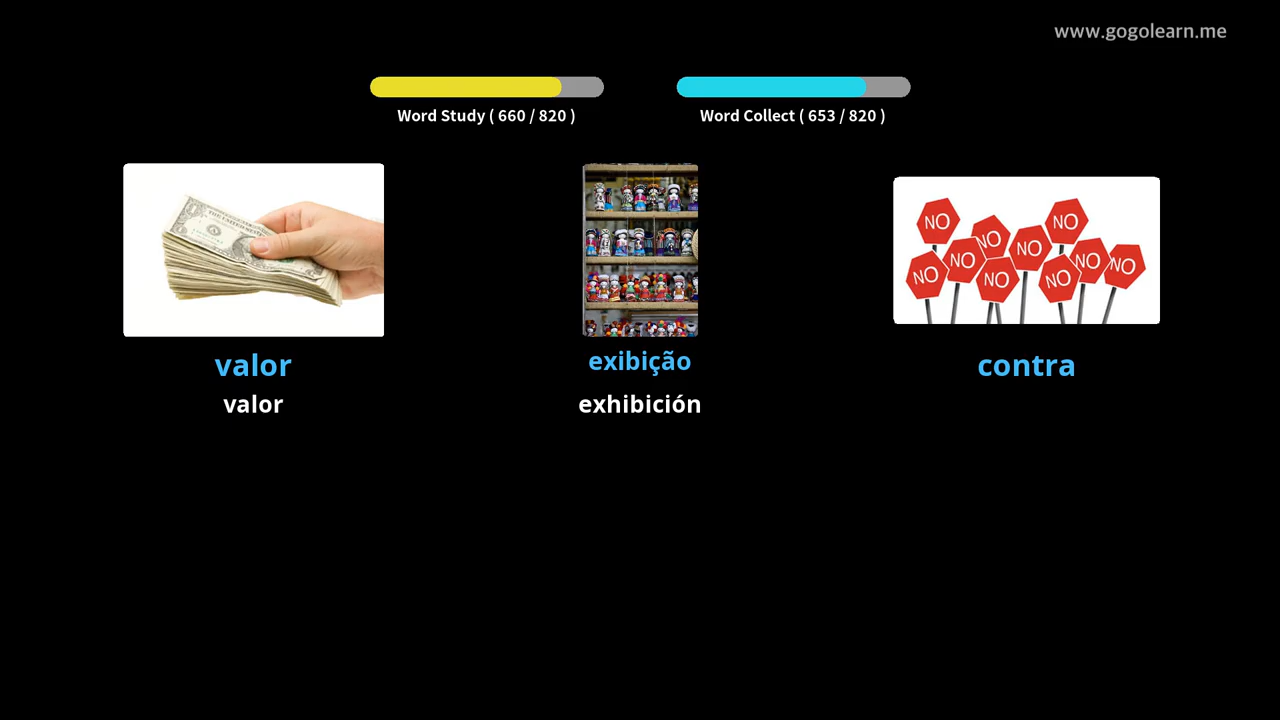 www.gogolearn.me
Word Study ( 660 / 820 )
Word Collect ( 653 / 820 )
NO
NO
NO
NO
NO
NO
NO
NO
NO
NO
valor
exibição
contra
valor
exhibición